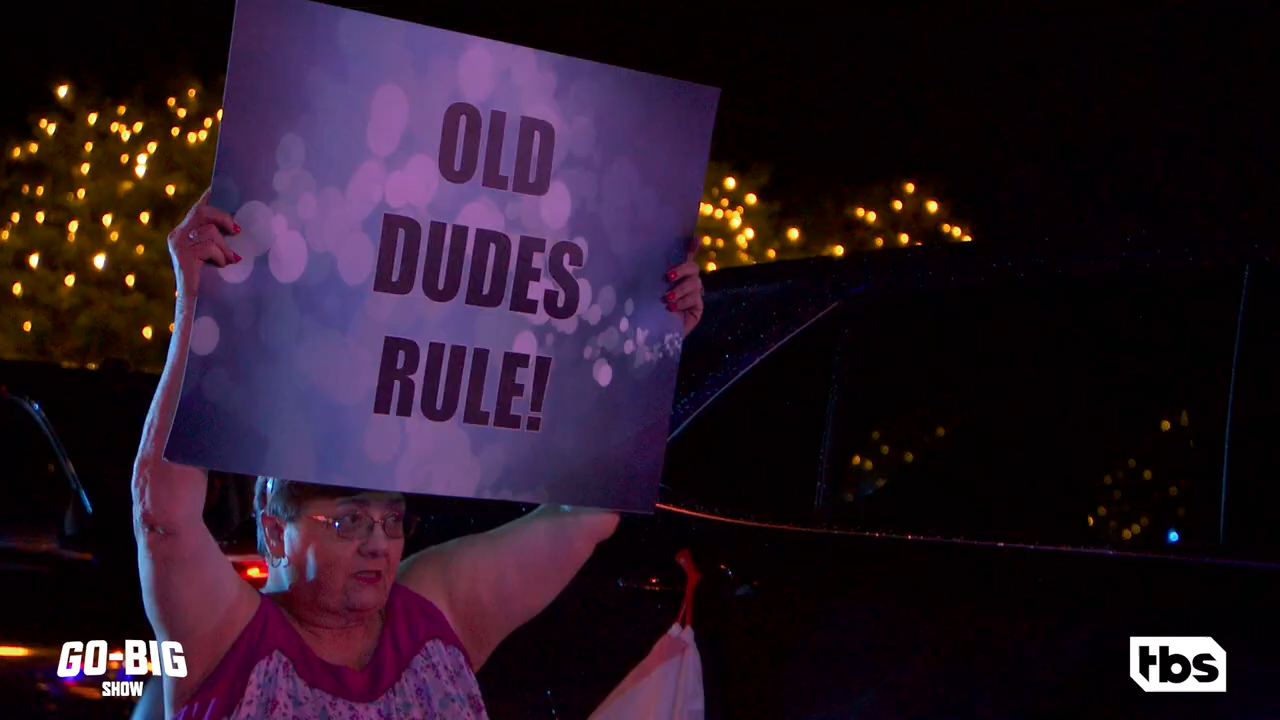 OLD
DUDES
RULE!
GO-BIG
SHOW
tbs